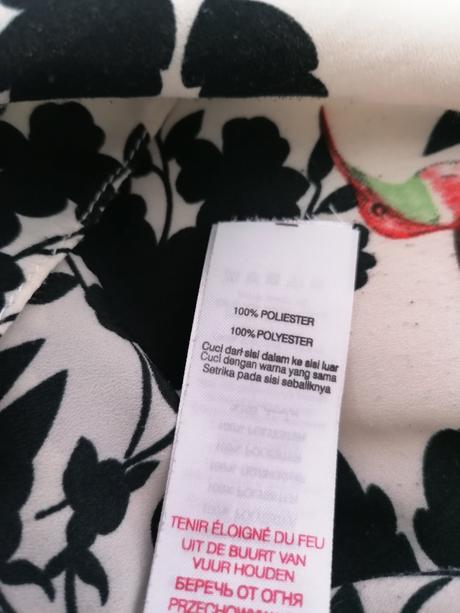 100% POLIESTER
100% POLYESTER
Cuci dari sisi dalam ke sisi luar
Cuci dengan warna yang sama
Setrika pada sisi sebaliknya
TENIR ÉLOIGNÉ DU FEU
UIT DE BUURT VAN
VUUR HOUDEN
БЕРЕЧЬ ОТ ОГНЯ